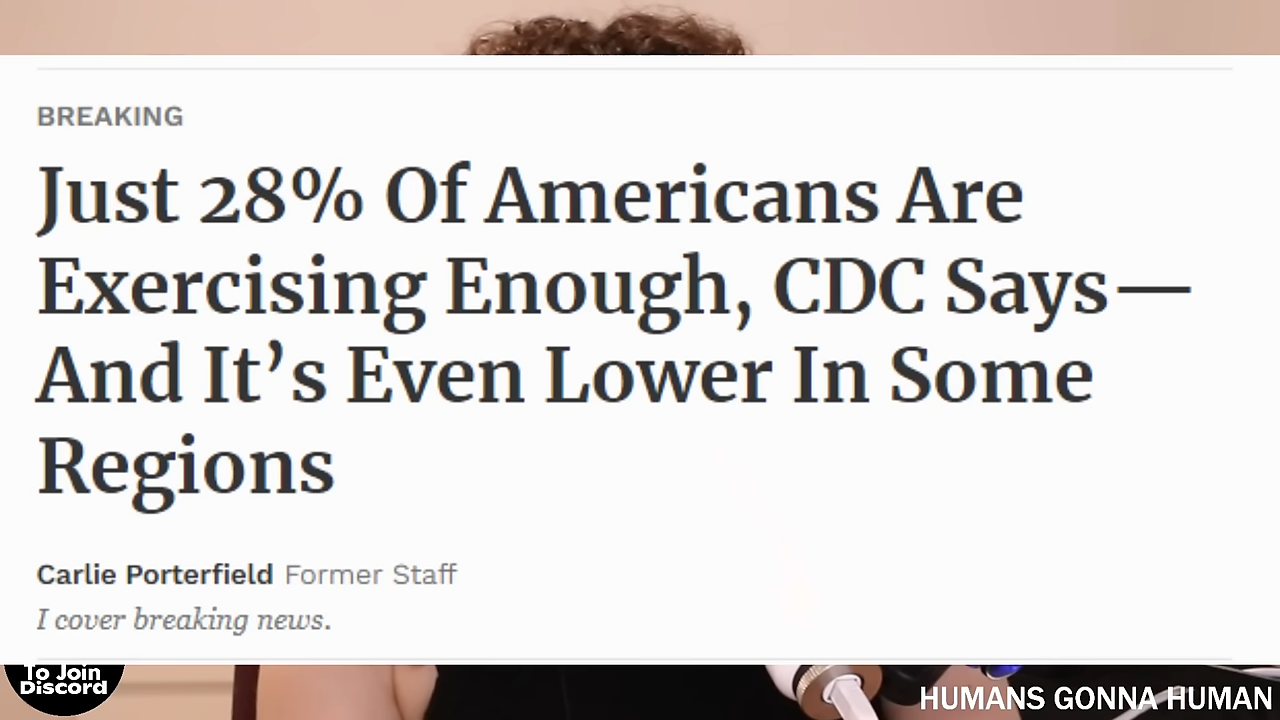 BREAKING
Just 28% Of Americans Are
Exercising Enough, CDC Says—
And It’s Even Lower In Some
Regions
Carlie Porterfield Former Staff
I cover breaking news.
To Join
Discord
HUMANS GONNA HUMAN